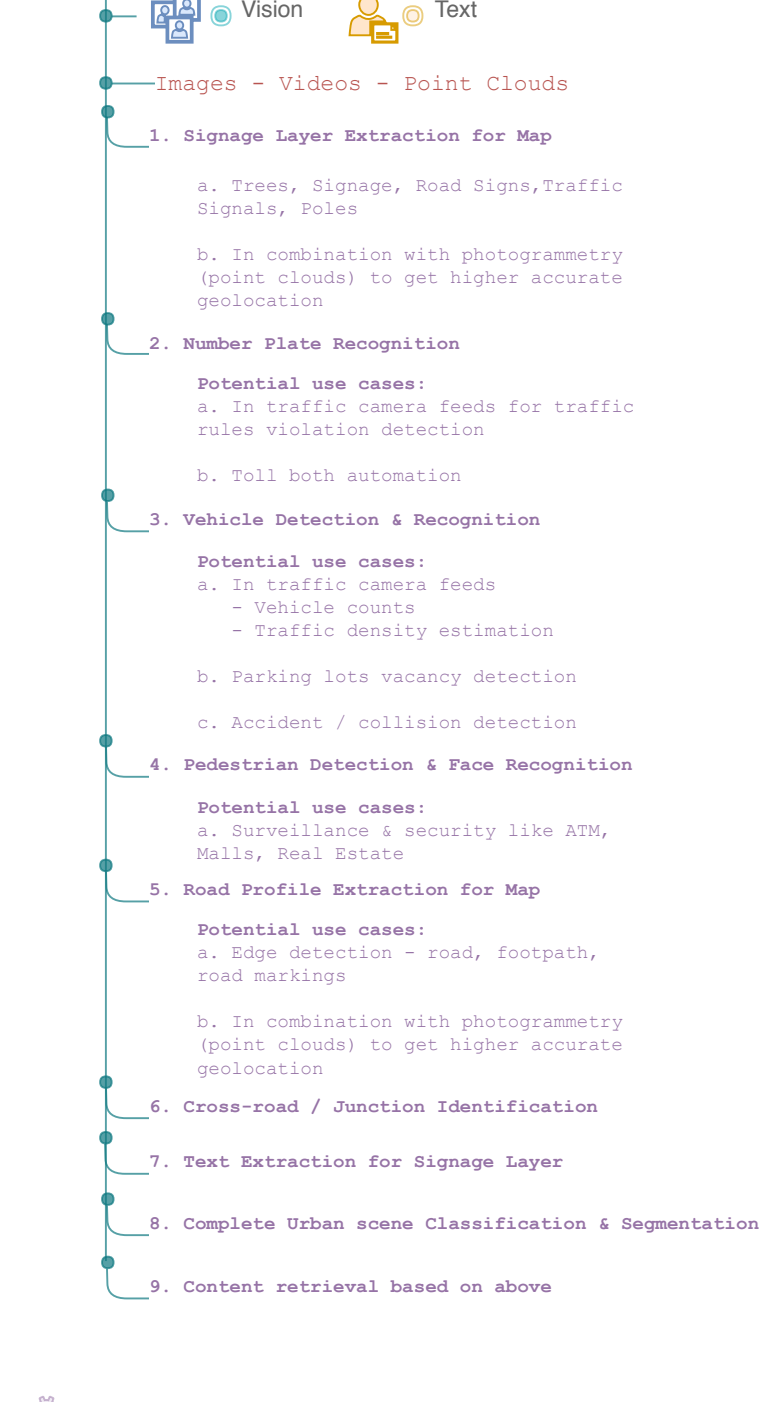 Vision Text
Images - Videos - Point Clouds
1. Signage Layer Extraction for Map
a. Trees, Signage, Road Signs,Traffic
Signals, Poles
b. In combination with photogrammetry
(point clouds) to get higher accurate
geolocation
2. Number Plate Recognition
Potential use cases:
a. In traffic camera feeds for traffic
rules violation detection
b. Toll both automation
3. Vehicle Detection & Recognition
Potential use cases:
a. In traffic camera feeds
- Vehicle counts
- Traffic density estimation
b. Parking lots vacancy detection
c. Accident / collision detection
4. Pedestrian Detection & Face Recognition
Potential use cases:
a. Surveillance & security like ATM,
Malls, Real Estate
5. Road Profile Extraction for Map
Potential use cases:
a. Edge detection - road, footpath,
road markings
b. In combination with photogrammetry
(point clouds) to get higher accurate
geolocation
6. Cross-road / Junction Identification
7. Text Extraction for Signage Layer
8. Complete Urban scene Classification & Segmentation
9. Content retrieval based on above